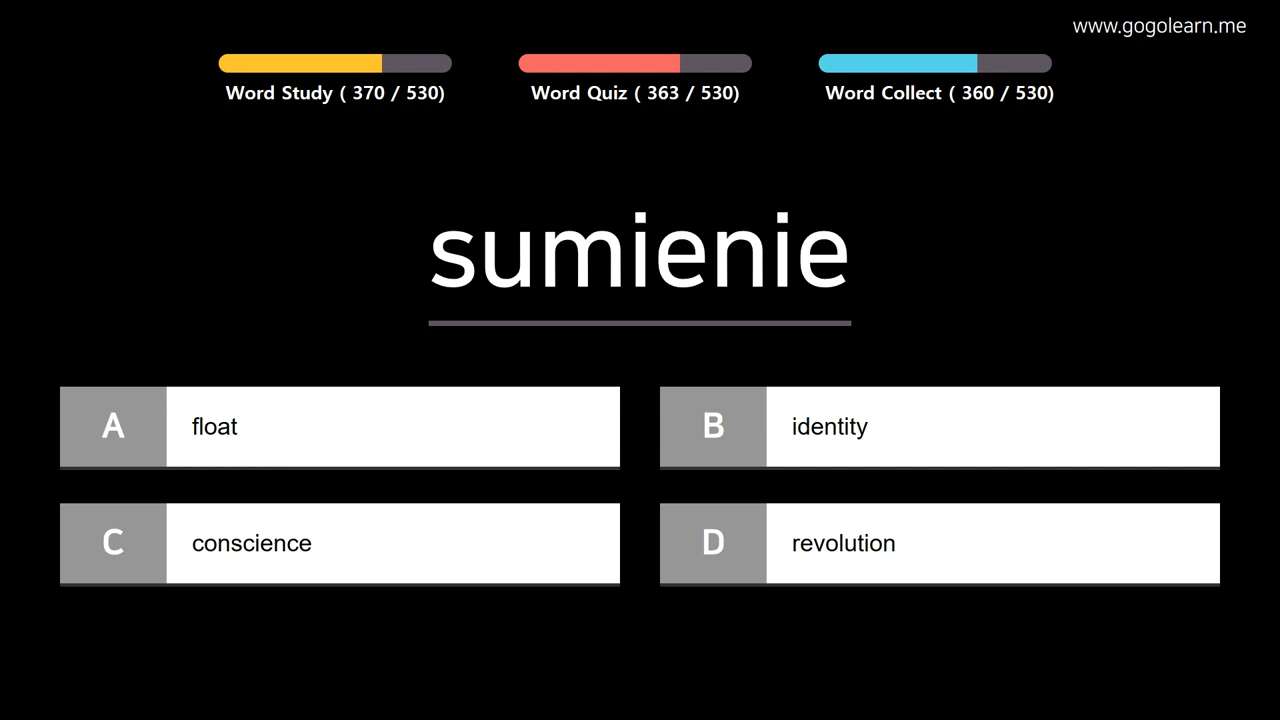 www.gogolearn.me
Word Study ( 370 / 530)
Word Quiz ( 363 / 530)
Word Collect ( 360 / 530)
sumienie
A float
B identity
C conscience
D revolution